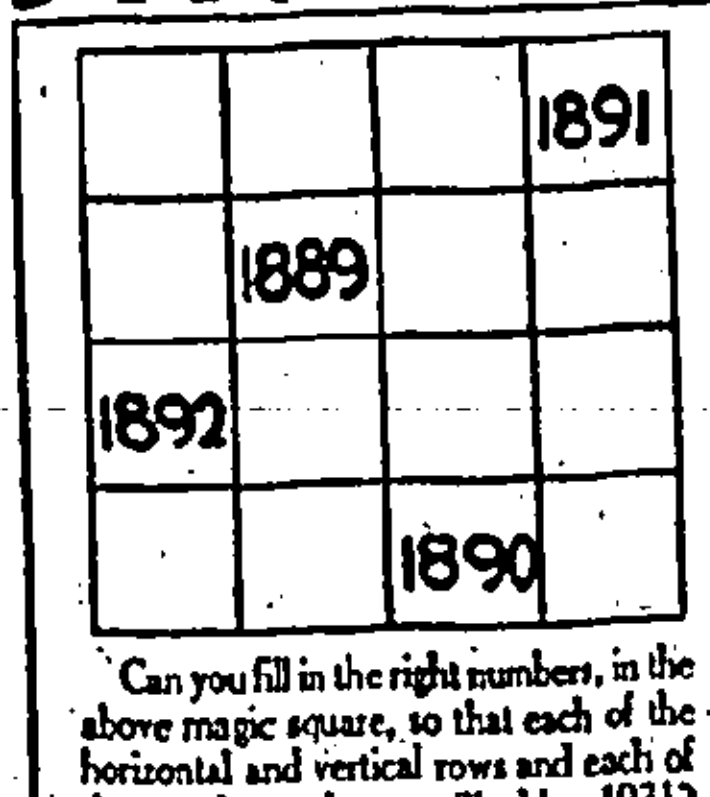 1891
1889
1892
1890
Can you fill in the right numbers, in the
above magic square, so that each of the
horizontal and vertical rows and each of